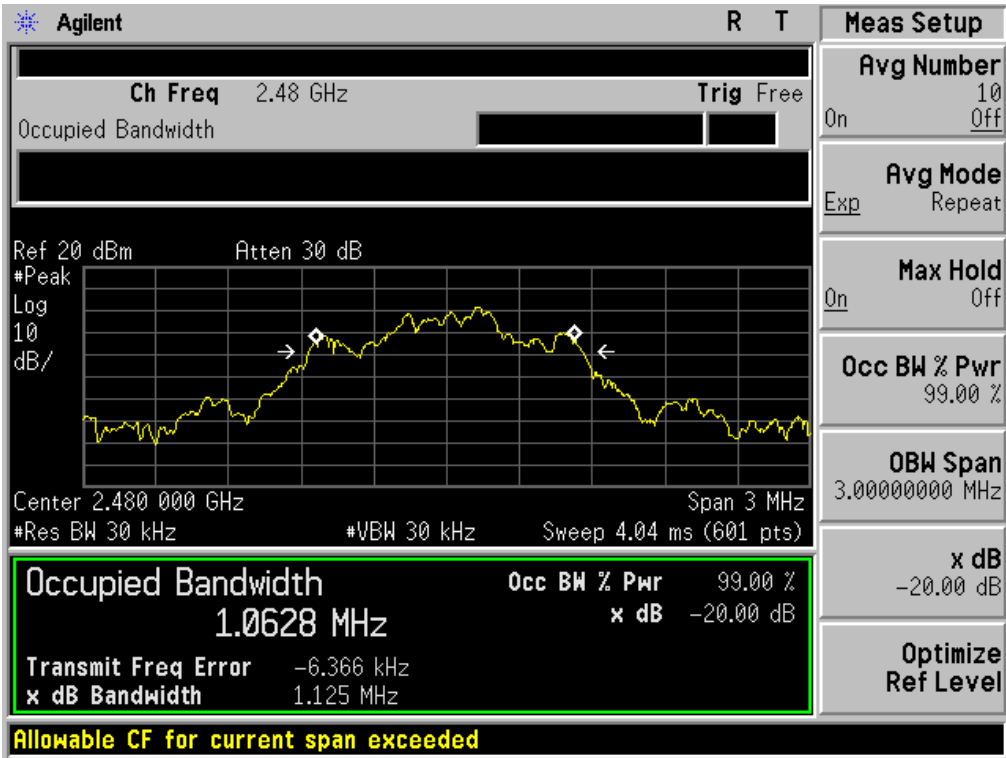 Agilent R T
Ch Freq 2.48 GHz Trig Free
Occupied Bandwidth
Ref 20 dBm Atten 30 dB
#Peak
Log
10
dB/
Center 2.480 000 GHz Span 3 MHz
#Res BW 30 kHz #VBW 30 kHz Sweep 4.04 ms (601 pts)
Occupied Bandwidth Occ BW % Pwr 99.00 %
1.0628 MHz x dB -20.00 dB
Transmit Freq Error -6.366 kHz
x dB Bandwidth 1.125 MHz
Allowable CF for current span exceeded
Meas Setup
Avg Number
10
On Off
Avg Mode
Exp Repeat
Max Hold
On Off
Occ BW % Pwr
99.00 %
OBW Span
3.00000000 MHz
x dB
-20.00 dB
Optimize
Ref Level